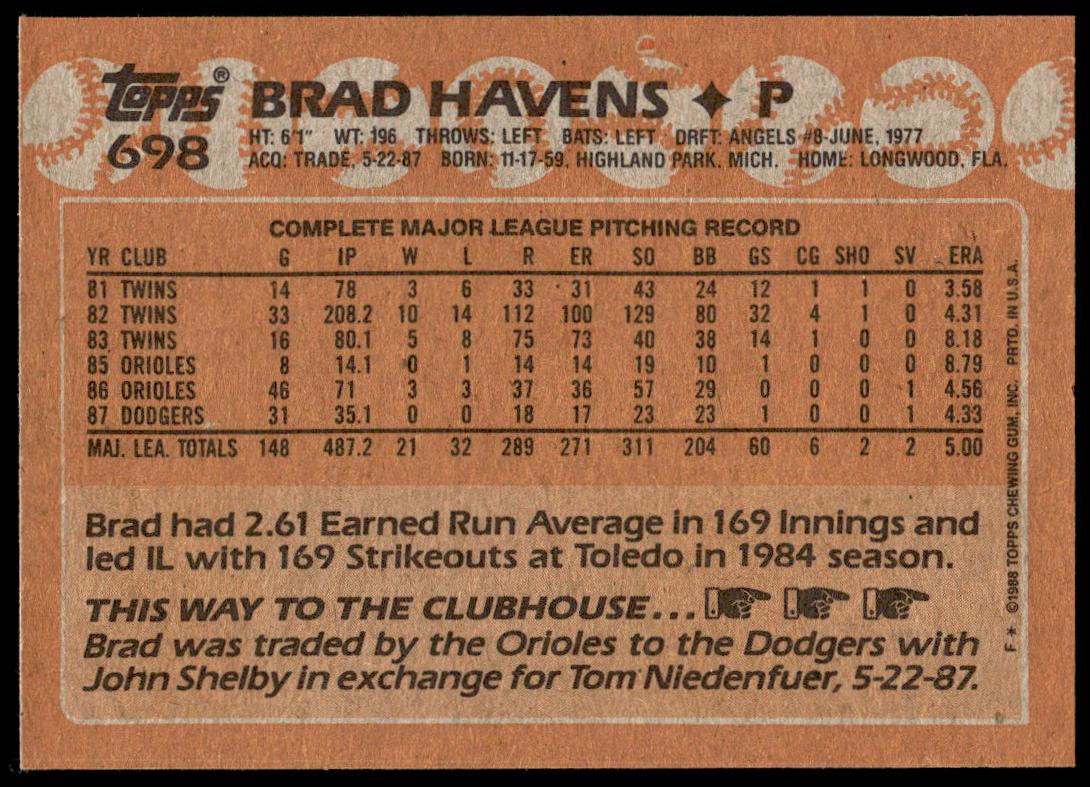 Topps® BRAD HAVENS ✦ P
698 HT: 6'1" WT: 196 THROWS: LEFT BATS: LEFT DRFT: ANGELS #8-JUNE, 1977
ACQ: TRADE, 5-22-87 BORN: 11-17-59, HIGHLAND PARK, MICH. HOME: LONGWOOD, FLA.
COMPLETE MAJOR LEAGUE PITCHING RECORD
YR CLUB G IP W L R ER SO BB GS CG SHO SV ERA
81 TWINS 14 78 3 6 33 31 43 24 12 1 1 0 3.58
82 TWINS 33 208.2 10 14 112 100 129 80 32 4 1 0 4.31
83 TWINS 16 80.1 5 8 75 73 40 38 14 1 0 0 8.18
85 ORIOLES 8 14.1 0 1 14 14 19 10 1 0 0 0 8.79
86 ORIOLES 46 71 3 3 37 36 57 29 0 0 0 1 4.56
87 DODGERS 31 35.1 0 0 18 17 23 23 1 0 0 1 4.33
MAJ. LEA. TOTALS 148 487.2 21 32 289 271 311 204 60 6 2 2 5.00
Brad had 2.61 Earned Run Average in 169 Innings and
led IL with 169 Strikeouts at Toledo in 1984 season.
THIS WAY TO THE CLUBHOUSE...
Brad was traded by the Orioles to the Dodgers with
John Shelby in exchange for Tom Niedenfuer, 5-22-87.
F* ©1988 TOPPS CHEWING GUM, INC. PRTD. IN U.S.A.